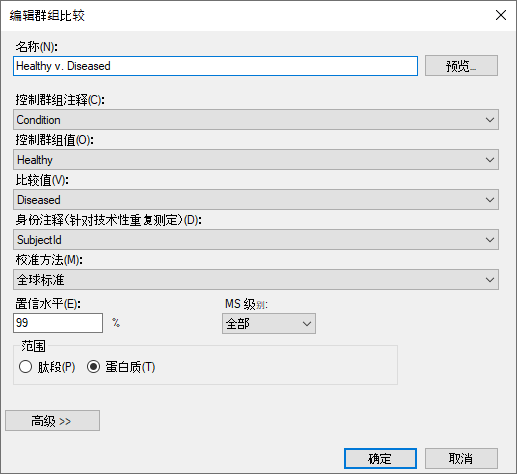 编辑群组比较
名称(N):
Healthy v. Diseased
预览...
控制群组注释(C):
Condition
控制群组值(O):
Healthy
比较值(V):
Diseased
身份注释(针对技术性重复测定)(D):
SubjectId
校准方法(M):
全球标准
置信水平(E):
MS 级别:
99
%
全部
范围
肽段(P)
蛋白质(T)
高级 >>
确定
取消